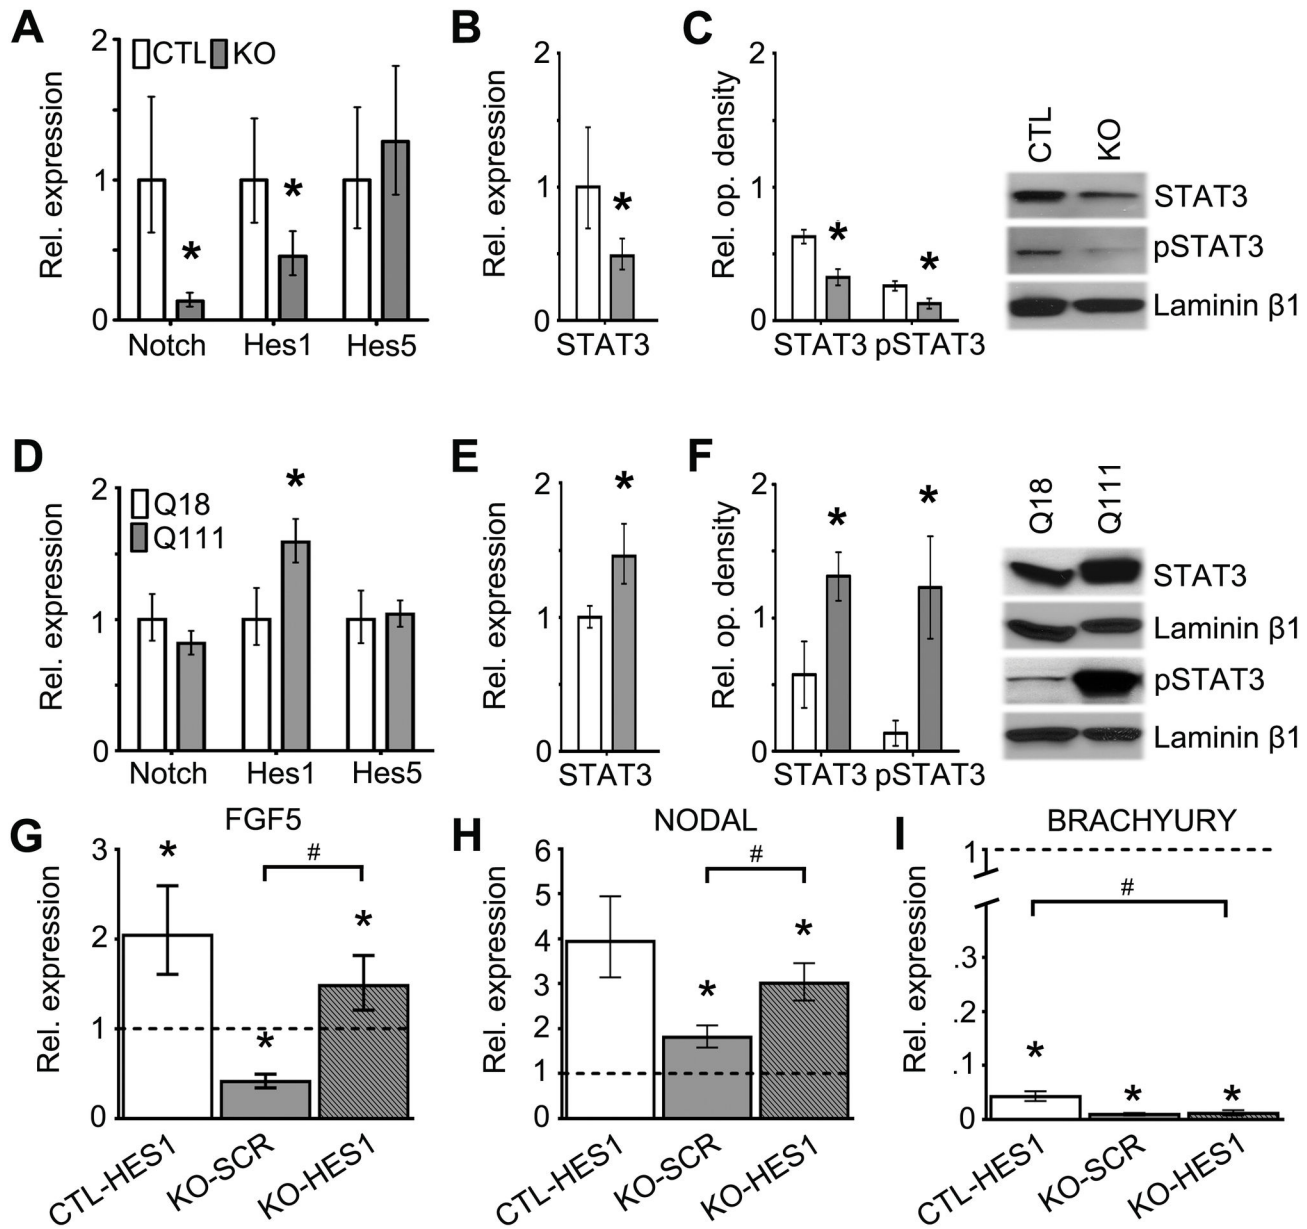 A
2
1
0
Rel. expression
CTL KO
*
*
Notch Hes1 Hes5
B
2
1
0
Rel. expression
*
STAT3
C
2
1
0
Rel. op. density
*
*
STAT3 pSTAT3
CTL KO
STAT3
pSTAT3
Laminin β1
D
2
1
0
Rel. expression
Q18
Q111
*
Notch Hes1 Hes5
E
2
1
0
Rel. expression
*
STAT3
F
2
1
0
Rel. op. density
*
*
STAT3 pSTAT3
Q18 Q111
STAT3
Laminin β1
pSTAT3
Laminin β1
G
FGF5
3
2
1
0
Rel. expression
*
#
*
*
CTL-HES1 KO-SCR KO-HES1
H
NODAL
6
5
4
3
2
1
0
Rel. expression
#
*
*
CTL-HES1 KO-SCR KO-HES1
I
BRACHYURY
1
.3
.2
.1
0
Rel. expression
#
*
*
*
CTL-HES1 KO-SCR KO-HES1